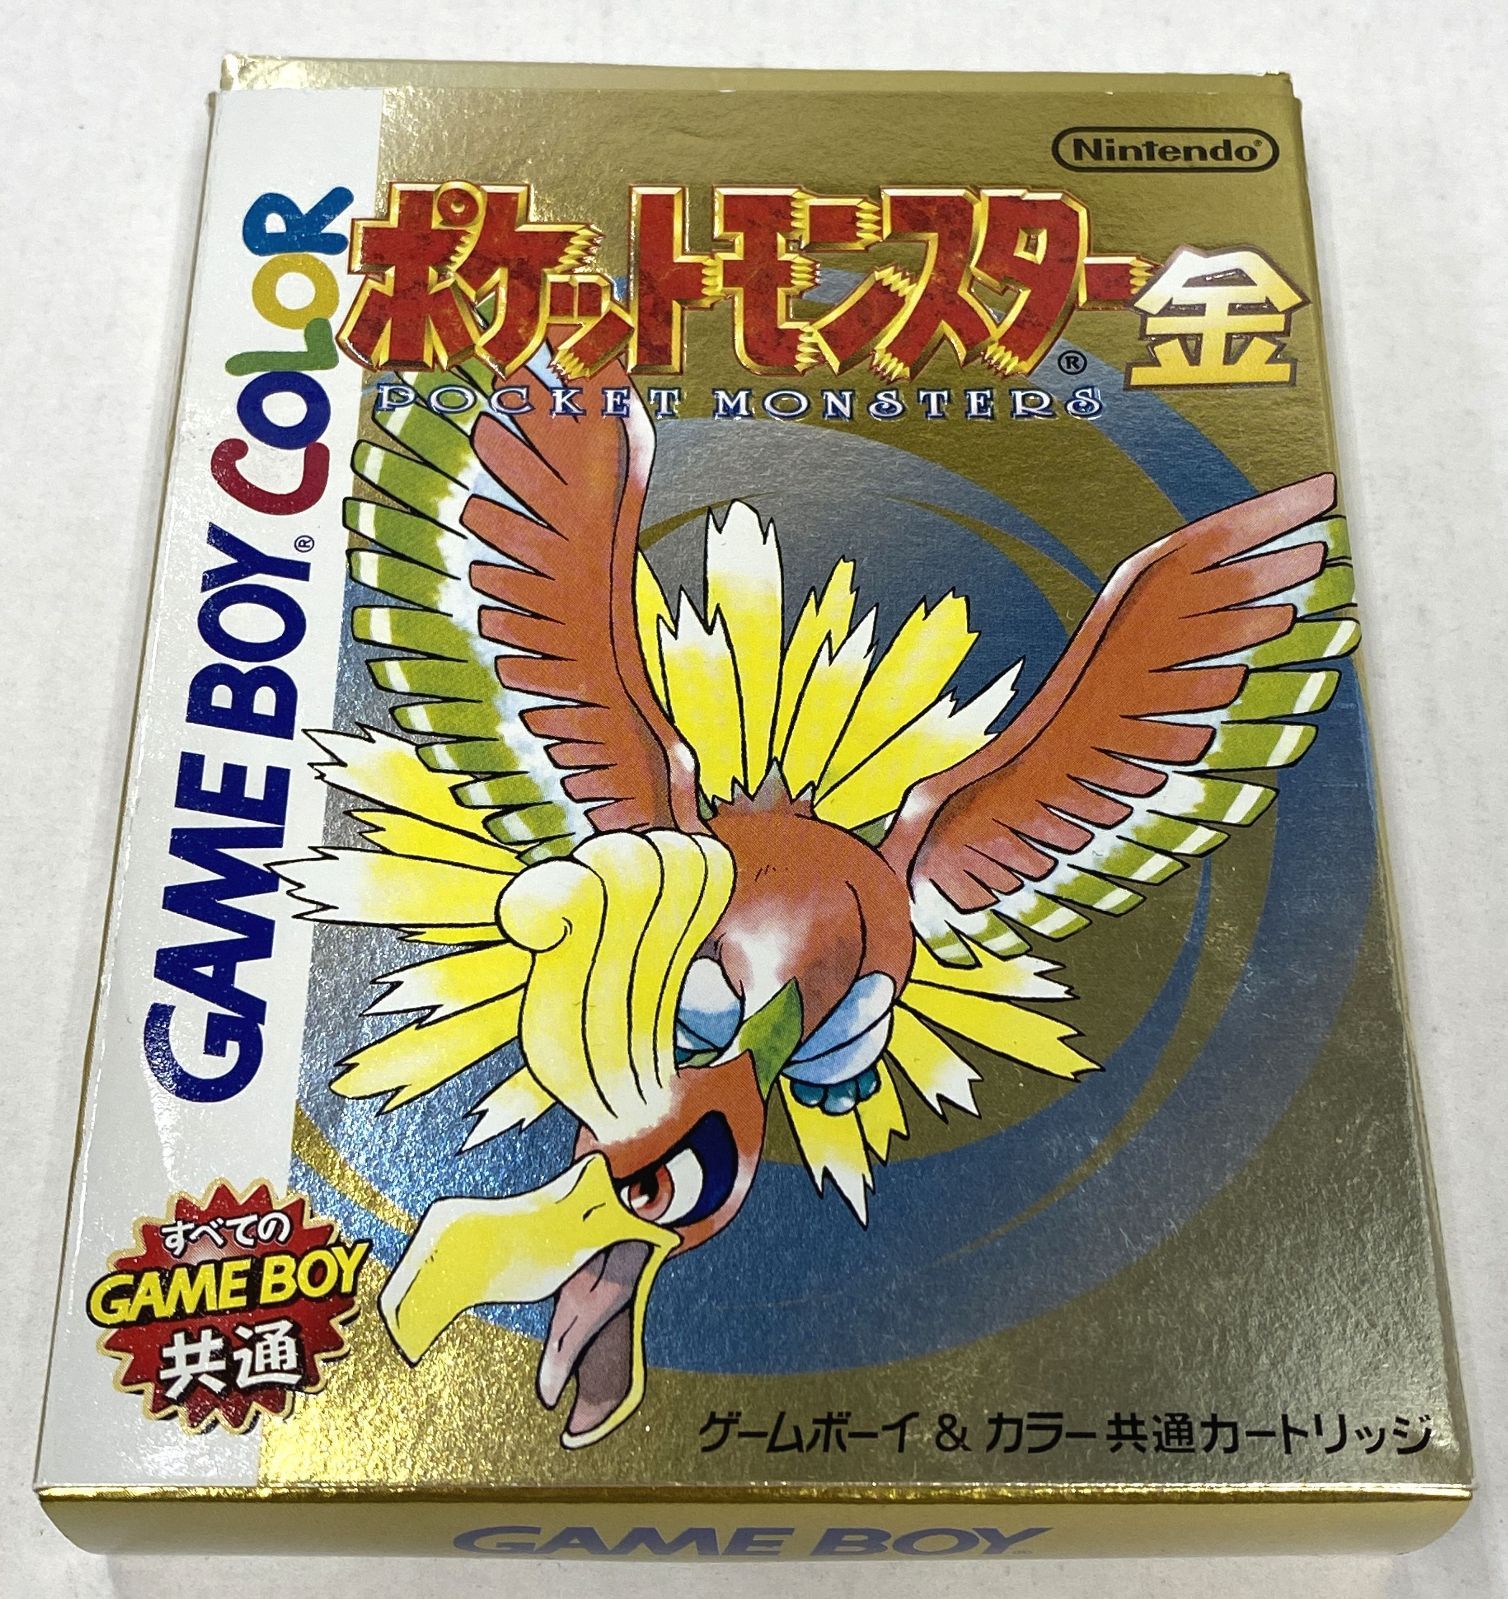 Nintendo®
ポケットモンスター金
®
POCKET MONSTERS
GAME BOY COLOR
®
すべての
GAME BOY
共通
ゲームボーイ & カラー共通カートリッジ
GAME BOY